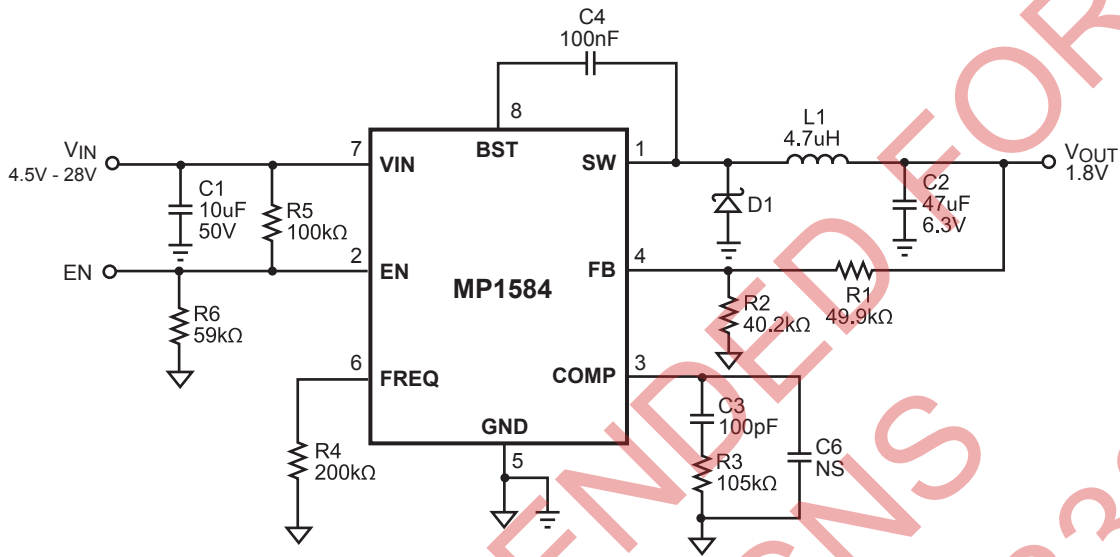 C4
100nF
8
BST
L1
4.7uH
VIN
4.5V - 28V
7
VIN
SW
1
VOUT
1.8V
C1
10uF
50V
R5
100kΩ
D1
C2
47uF
6.3V
EN
2
EN
FB
4
MP1584
R1
49.9kΩ
R2
40.2kΩ
R6
59kΩ
6
FREQ
COMP
3
C3
100pF
R3
105kΩ
C6
NS
GND
5
R4
200kΩ
ENDED FOR